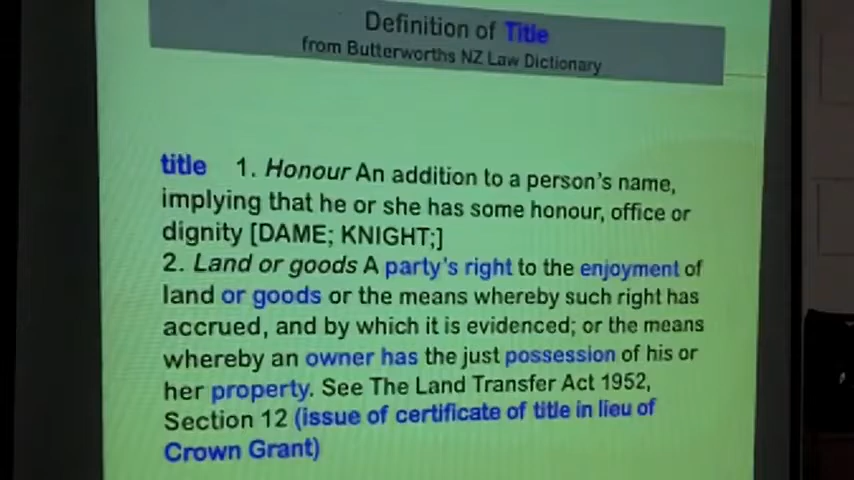 Definition of Title
from Butterworths NZ Law Dictionary
title 1. Honour An addition to a person's name,
implying that he or she has some honour, office or
dignity [DAME; KNIGHT;]
2. Land or goods A party's right to the enjoyment of
land or goods or the means whereby such right has
accrued, and by which it is evidenced; or the means
whereby an owner has the just possession of his or
her property. See The Land Transfer Act 1952,
Section 12 (issue of certificate of title in lieu of
Crown Grant)